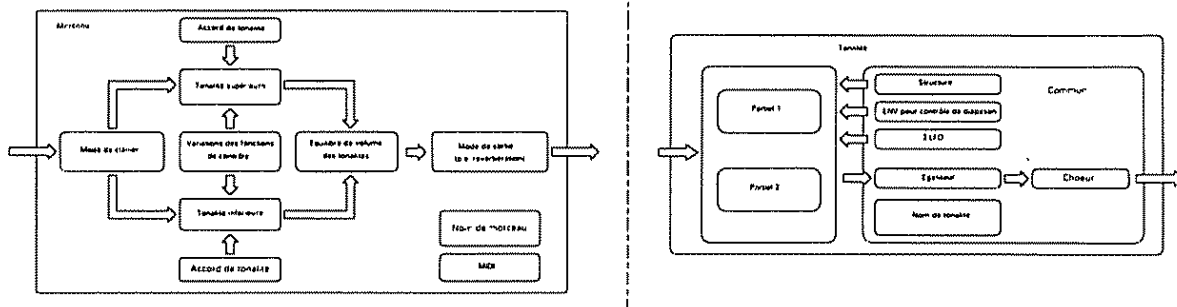 Morceau
Accord de tonalité
Tonalité supérieure
Mode de clavier
Variations des fonctions
de contrôle
Equilibre de volume
des tonalités
Mode de sortie
(p.e. réverbération)
Tonalité inférieure
Nom de morceau
MIDI
Accord de tonalité
Tonalité
Partiel 1
Partiel 2
Structure
Commun
ENV pour contrôle de diapason
3 LFO
Egaliseur
Choeur
Nom de tonalité